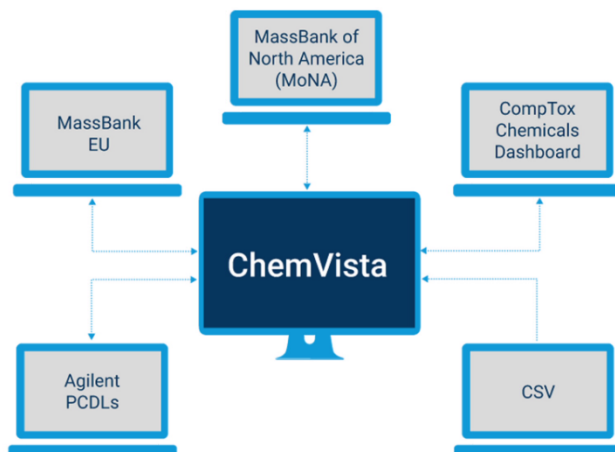 MassBank of
North America
(MoNA)
MassBank
EU
CompTox
Chemicals
Dashboard
ChemVista
Agilent
PCDLs
CSV